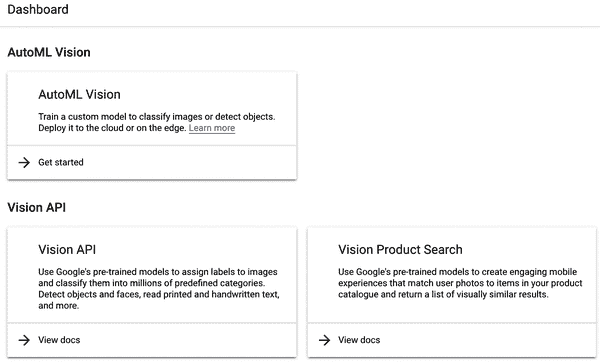 Dashboard
AutoML Vision
AutoML Vision
Train a custom model to classify images or detect objects.
Deploy it to the cloud or on the edge. Learn more
Get started
Vision API
Vision API
Use Google's pre-trained models to assign labels to images
and classify them into millions of predefined categories.
Detect objects and faces, read printed and handwritten text,
and more.
View docs
Vision Product Search
Use Google's pre-trained models to create engaging mobile
experiences that match user photos to items in your product
catalogue and return a list of visually similar results.
View docs